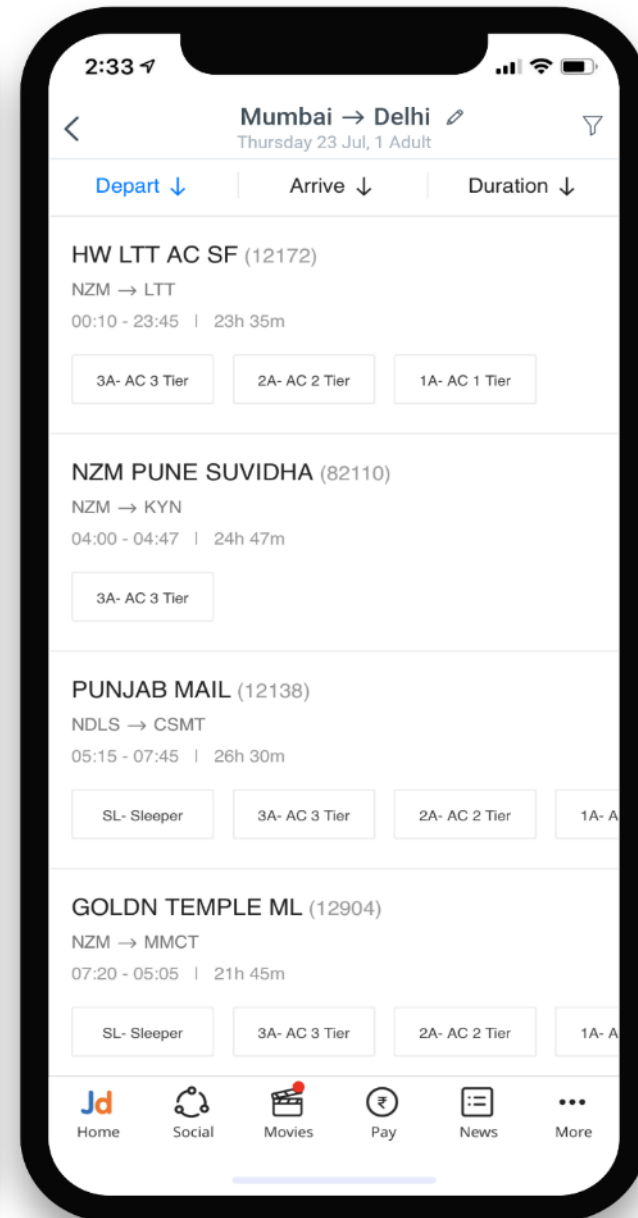 2:33
Mumbai → Delhi
Thursday 23 Jul, 1 Adult
Depart ↓ Arrive ↓ Duration ↓
HW LTT AC SF (12172)
NZM → LTT
00:10 - 23:45 | 23h 35m
3A- AC 3 Tier 2A- AC 2 Tier 1A- AC 1 Tier
NZM PUNE SUVIDHA (82110)
NZM → KYN
04:00 - 04:47 | 24h 47m
3A- AC 3 Tier
PUNJAB MAIL (12138)
NDLS → CSMT
05:15 - 07:45 | 26h 30m
SL- Sleeper 3A- AC 3 Tier 2A- AC 2 Tier 1A- A
GOLDN TEMPLE ML (12904)
NZM → MMCT
07:20 - 05:05 | 21h 45m
SL- Sleeper 3A- AC 3 Tier 2A- AC 2 Tier 1A- A
Jd ₹
Home Social Movies Pay News More